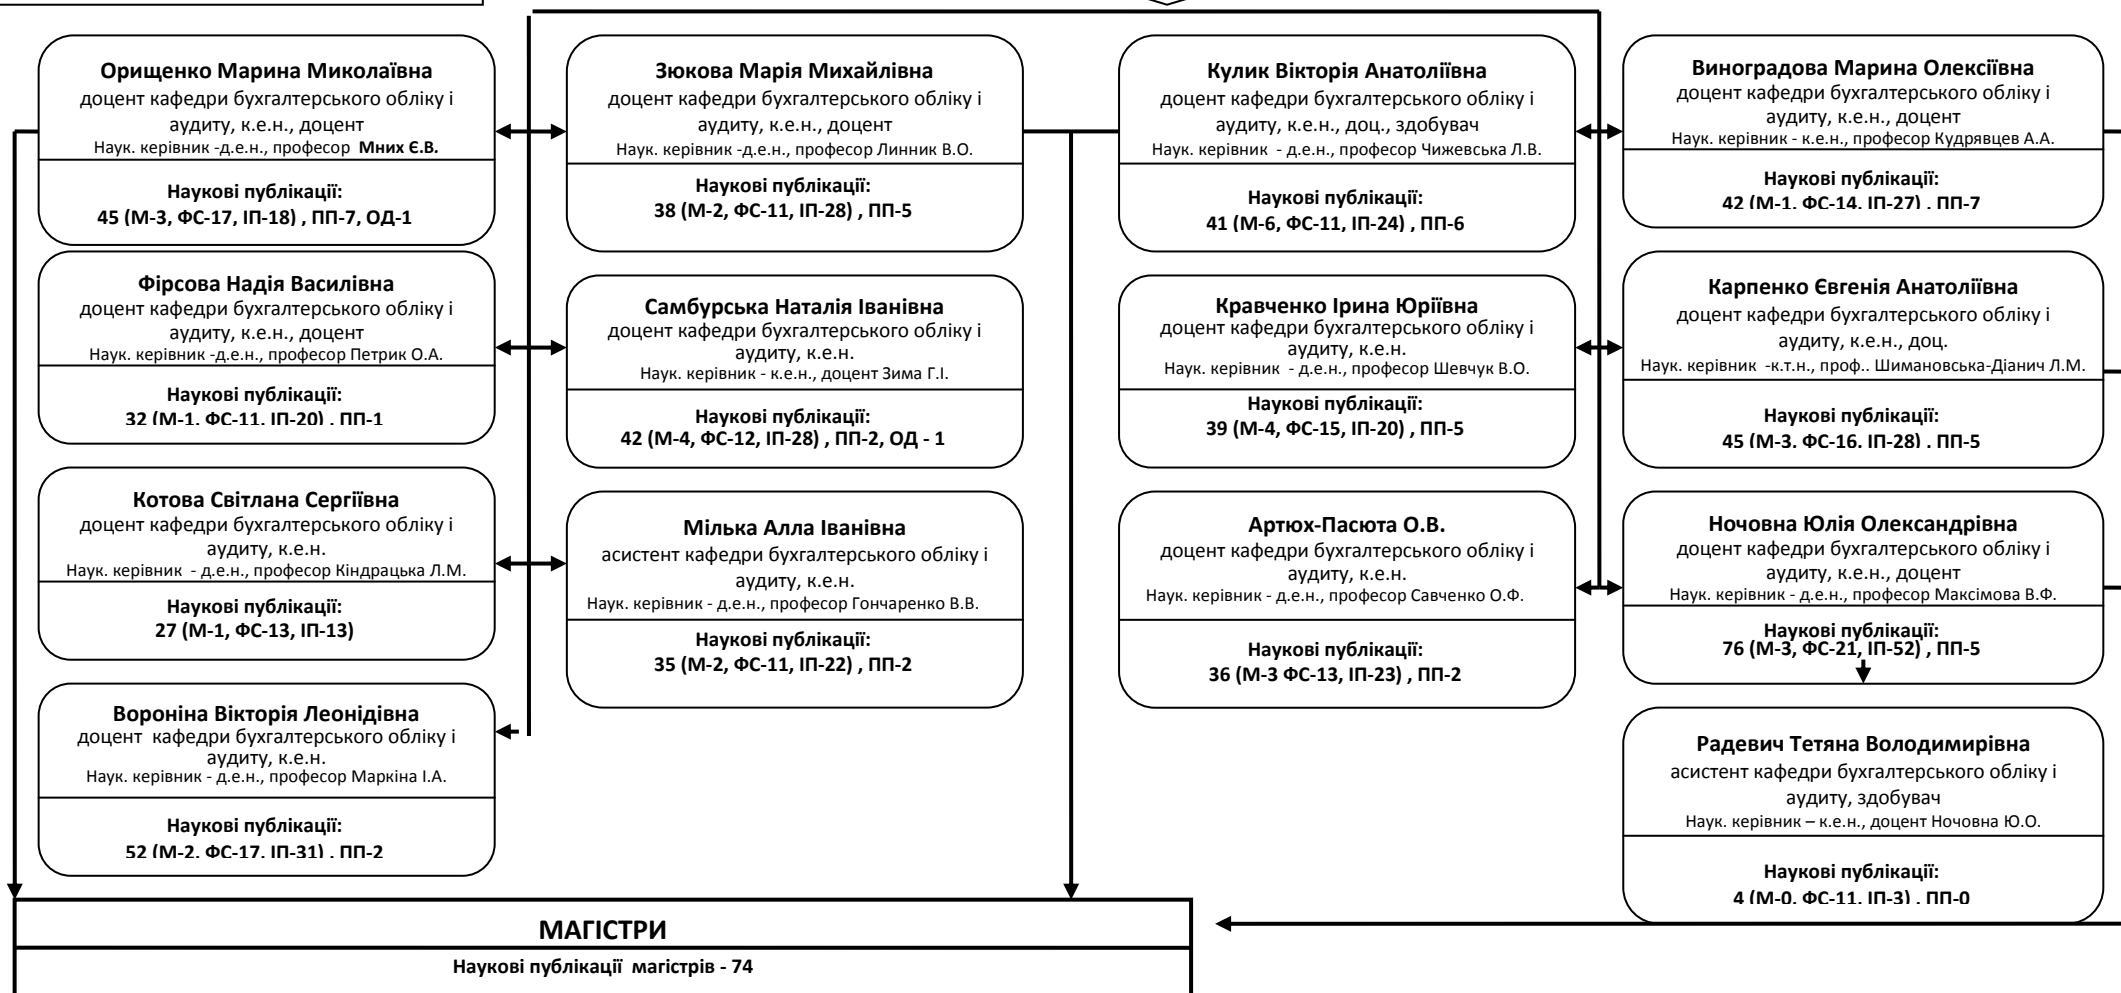 Орищенко Марина Миколаївна
доцент кафедри бухгалтерського обліку і
аудиту, к.е.н., доцент
Наук. керівник -д.е.н., професор Мних Є.В.
Наукові публікації:
45 (М-3, ФС-17, ІП-18) , ПП-7, ОД-1
Зюкова Марія Михайлівна
доцент кафедри бухгалтерського обліку і
аудиту, к.е.н., доцент
Наук. керівник -д.е.н., професор Линник В.О.
Наукові публікації:
38 (М-2, ФС-11, ІП-28) , ПП-5
Кулик Вікторія Анатоліївна
доцент кафедри бухгалтерського обліку і
аудиту, к.е.н., доц., здобувач
Наук. керівник - д.е.н., професор Чижевська Л.В.
Наукові публікації:
41 (М-6, ФС-11, ІП-24) , ПП-6
Виноградова Марина Олексіївна
доцент кафедри бухгалтерського обліку і
аудиту, к.е.н., доцент
Наук. керівник - к.е.н., професор Кудрявцев А.А.
Наукові публікації:
42 (М-1, ФС-14, ІП-27) , ПП-7
Фірсова Надія Василівна
доцент кафедри бухгалтерського обліку і
аудиту, к.е.н., доцент
Наук. керівник -д.е.н., професор Петрик О.А.
Наукові публікації:
32 (М-1, ФС-11, ІП-20) , ПП-1
Самбурська Наталія Іванівна
доцент кафедри бухгалтерського обліку і
аудиту, к.е.н.
Наук. керівник - к.е.н., доцент Зима Г.І.
Наукові публікації:
42 (М-4, ФС-12, ІП-28) , ПП-2, ОД - 1
Кравченко Ірина Юріївна
доцент кафедри бухгалтерського обліку і
аудиту, к.е.н.
Наук. керівник - д.е.н., професор Шевчук В.О.
Наукові публікації:
39 (М-4, ФС-15, ІП-20) , ПП-5
Карпенко Євгенія Анатоліївна
доцент кафедри бухгалтерського обліку і
аудиту, к.е.н., доц.
Наук. керівник -к.т.н., проф.. Шимановська-Діанич Л.М.
Наукові публікації:
45 (М-3, ФС-16, ІП-28) , ПП-5
Котова Світлана Сергіївна
доцент кафедри бухгалтерського обліку і
аудиту, к.е.н.
Наук. керівник - д.е.н., професор Кіндрацька Л.М.
Наукові публікації:
27 (М-1, ФС-13, ІП-13)
Мілька Алла Іванівна
асистент кафедри бухгалтерського обліку і
аудиту, к.е.н.
Наук. керівник - д.е.н., професор Гончаренко В.В.
Наукові публікації:
35 (М-2, ФС-11, ІП-22) , ПП-2
Артюх-Пасюта О.В.
доцент кафедри бухгалтерського обліку і
аудиту, к.е.н.
Наук. керівник - д.е.н., професор Савченко О.Ф.
Наукові публікації:
36 (М-3 ФС-13, ІП-23) , ПП-2
Ночовна Юлія Олександрівна
доцент кафедри бухгалтерського обліку і
аудиту, к.е.н., доцент
Наук. керівник - д.е.н., професор Максімова В.Ф.
Наукові публікації:
76 (М-3, ФС-21, ІП-52) , ПП-5
Вороніна Вікторія Леонідівна
доцент кафедри бухгалтерського обліку і
аудиту, к.е.н.
Наук. керівник - д.е.н., професор Маркіна І.А.
Наукові публікації:
52 (М-2, ФС-17, ІП-31) , ПП-2
Радевич Тетяна Володимирівна
асистент кафедри бухгалтерського обліку і
аудиту, здобувач
Наук. керівник – к.е.н., доцент Ночовна Ю.О.
Наукові публікації:
4 (М-0, ФС-11, ІП-3) , ПП-0
МАГІСТРИ
Наукові публікації магістрів - 74